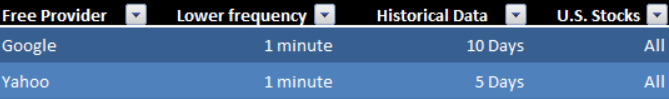 Free Provider Lower frequency Historical Data U.S. Stocks
Google 1 minute 10 Days All
Yahoo 1 minute 5 Days All